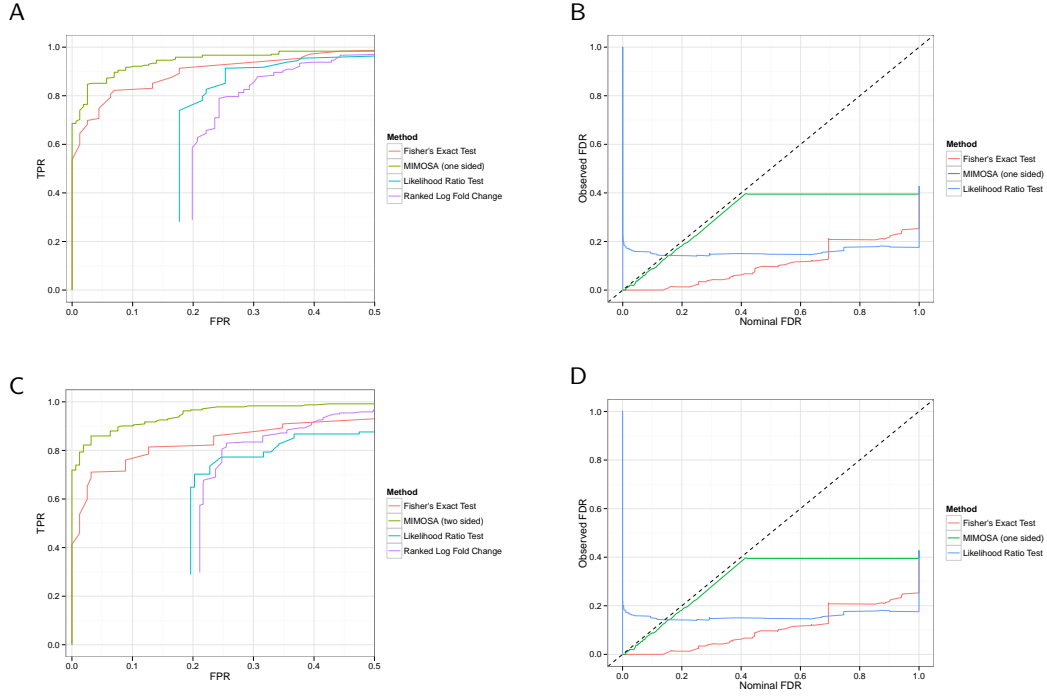 A
TPR
1.0
0.8
0.6
0.4
0.2
0.0
0.0 0.1 0.2 0.3 0.4 0.5
FPR
Method
Fisher's Exact Test
MIMOSA (one sided)
Likelihood Ratio Test
Ranked Log Fold Change
B
Observed FDR
1.0
0.8
0.6
0.4
0.2
0.0
0.0 0.2 0.4 0.6 0.8 1.0
Nominal FDR
Method
Fisher's Exact Test
MIMOSA (one sided)
Likelihood Ratio Test
C
TPR
1.0
0.8
0.6
0.4
0.2
0.0
0.0 0.1 0.2 0.3 0.4 0.5
FPR
Method
Fisher's Exact Test
MIMOSA (two sided)
Likelihood Ratio Test
Ranked Log Fold Change
D
Observed FDR
1.0
0.8
0.6
0.4
0.2
0.0
0.0 0.2 0.4 0.6 0.8 1.0
Nominal FDR
Method
Fisher's Exact Test
MIMOSA (one sided)
Likelihood Ratio Test